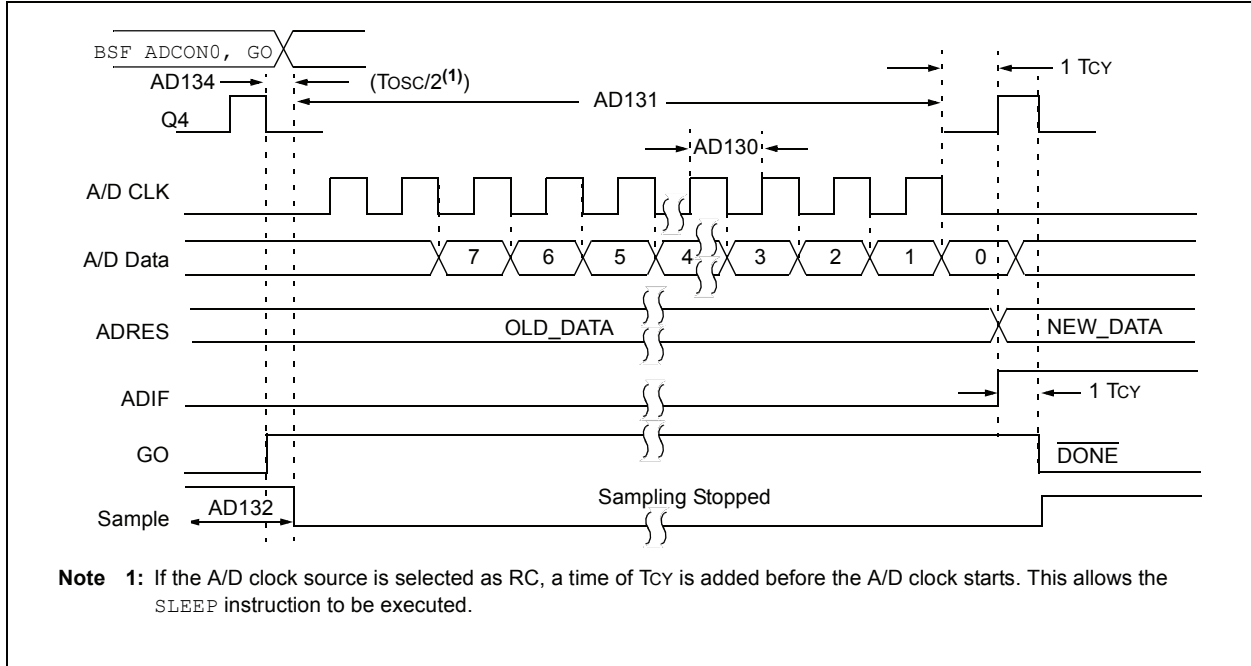 BSF ADCON0, GO
AD134 (TOSC/2(1)) 1 TCY
AD131
Q4
AD130
A/D CLK
A/D Data 7 6 5 4 3 2 1 0
ADRES OLD_DATA NEW_DATA
ADIF 1 TCY
GO DONE
Sample AD132 Sampling Stopped
Note 1: If the A/D clock source is selected as RC, a time of TCY is added before the A/D clock starts. This allows the
SLEEP instruction to be executed.